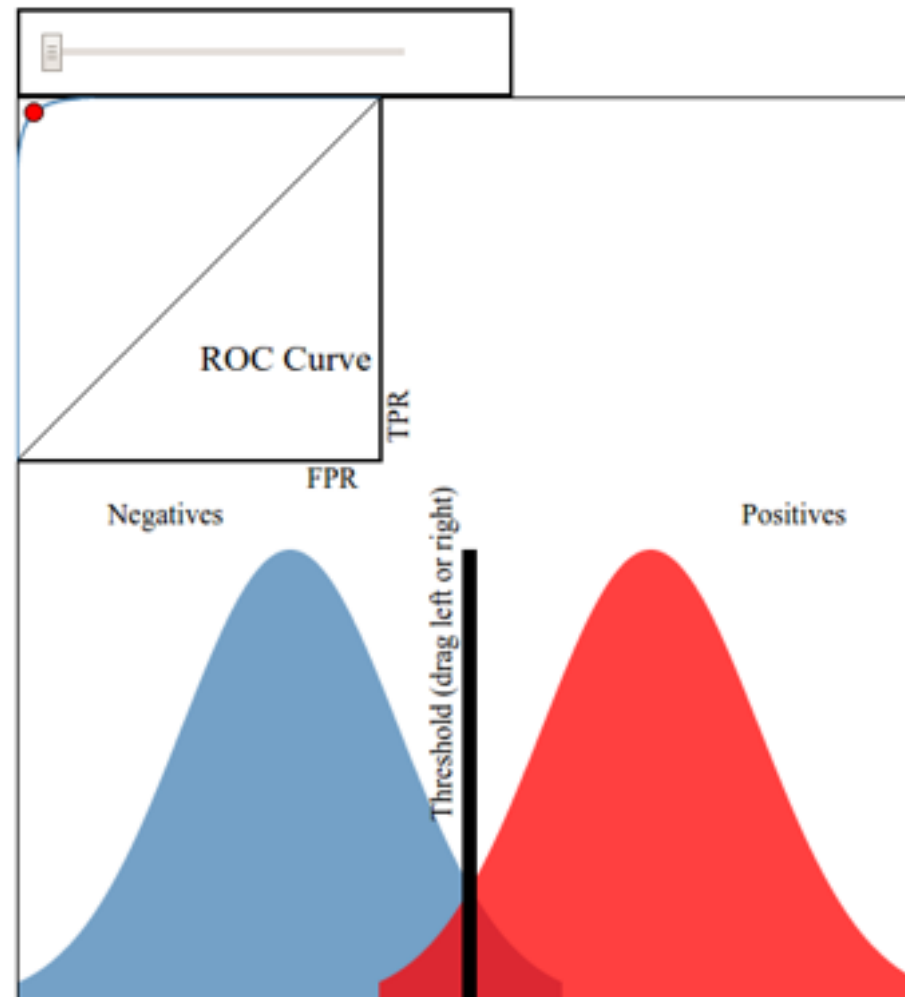 ROC Curve
TPR
FPR
Negatives
Threshold (drag left or right)
Positives